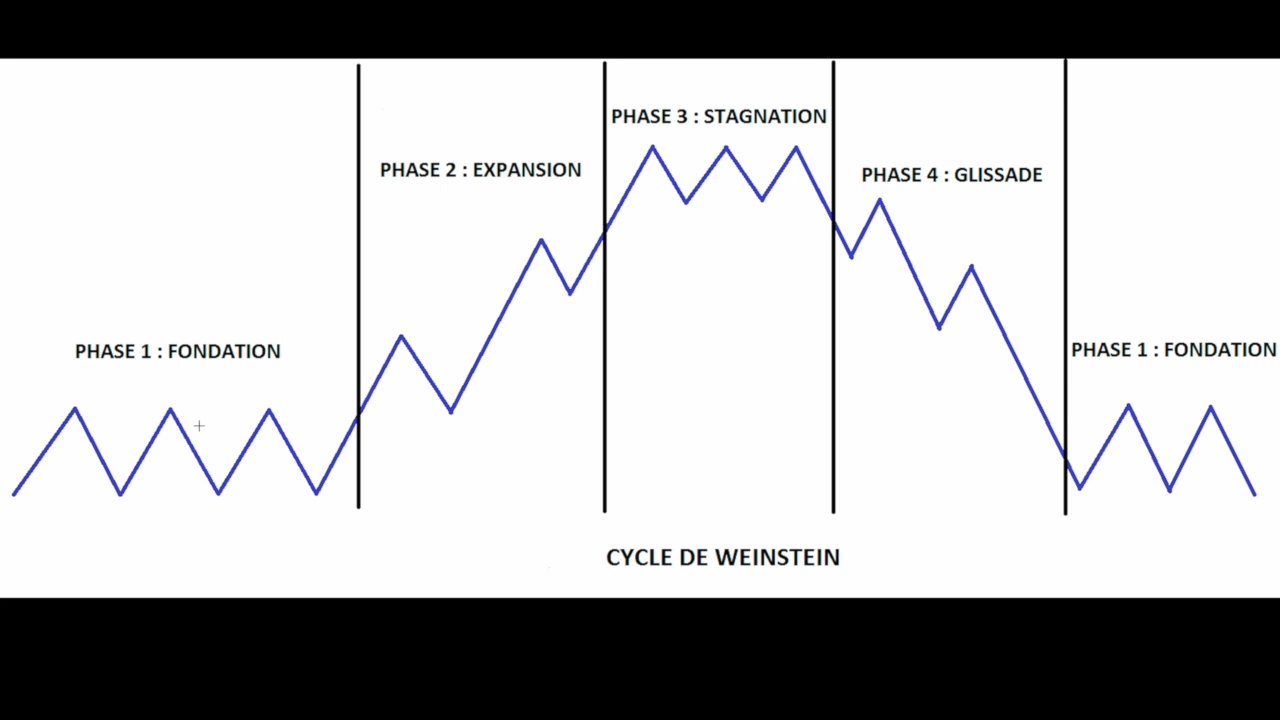 PHASE 1 : FONDATION
PHASE 2 : EXPANSION
PHASE 3 : STAGNATION
PHASE 4 : GLISSADE
PHASE 1 : FONDATION
CYCLE DE WEINSTEIN